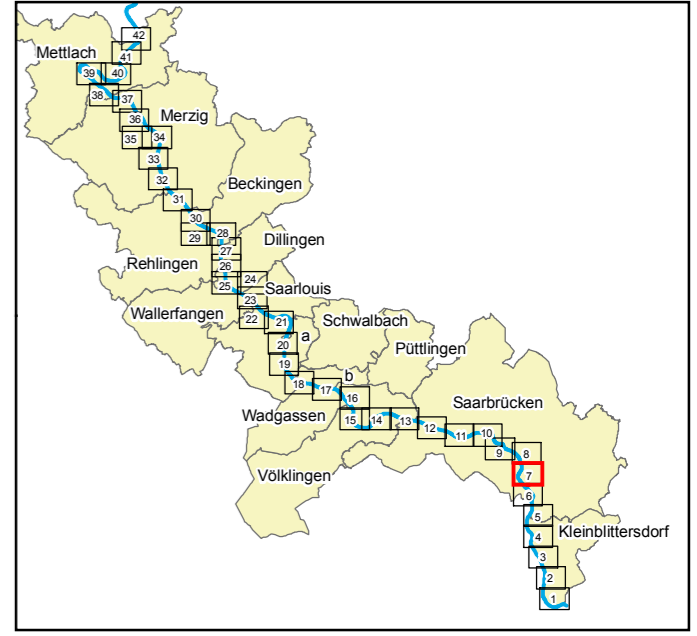 42
Mettlach
41
39
40
38
37
36
Merzig
35
34
33
32
Beckingen
31
30
29
28
Dillingen
27
Rehlingen
26
25
24
Saarlouis
23
Wallerfangen
22
21
Schwalbach
a
20
Püttlingen
19
b
18
17
16
Saarbrücken
Wadgassen
15
14
13
12
11
10
9
8
Völklingen
7
6
5
Kleinblittersdorf
4
3
2
1